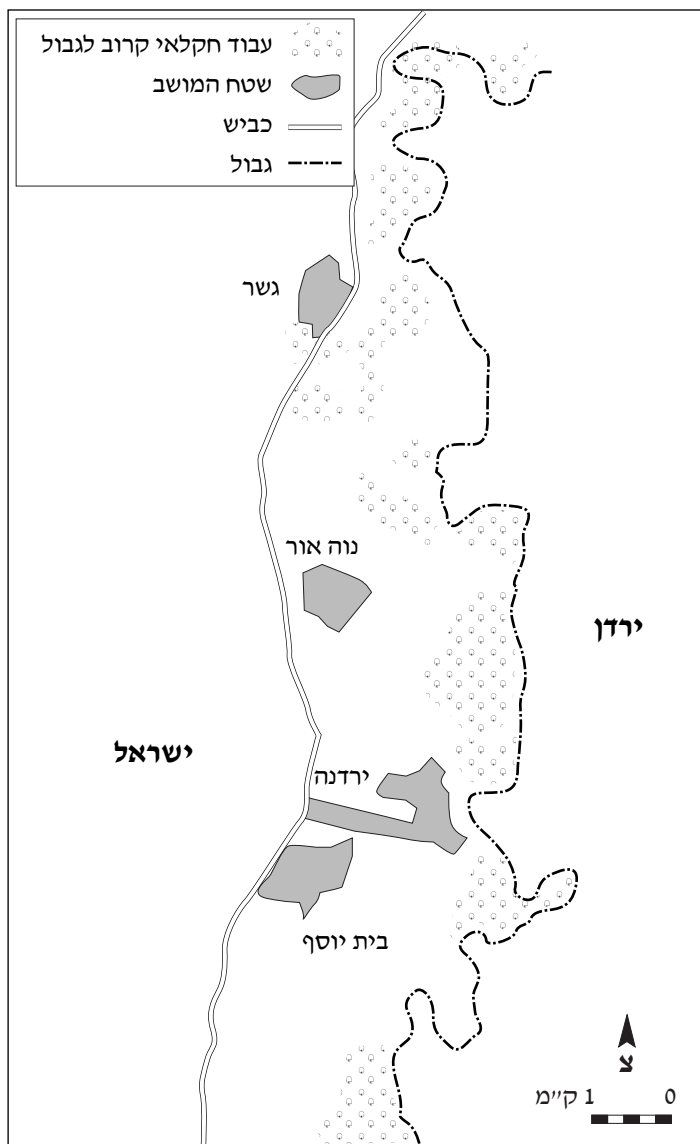 עבוד חקלאי קרוב לגבול
שטח המושב
כביש
גבול
גשר
נוה אור
ירדן
ישראל
ירדנה
בית יוסף
צ
0 1 ק״מ